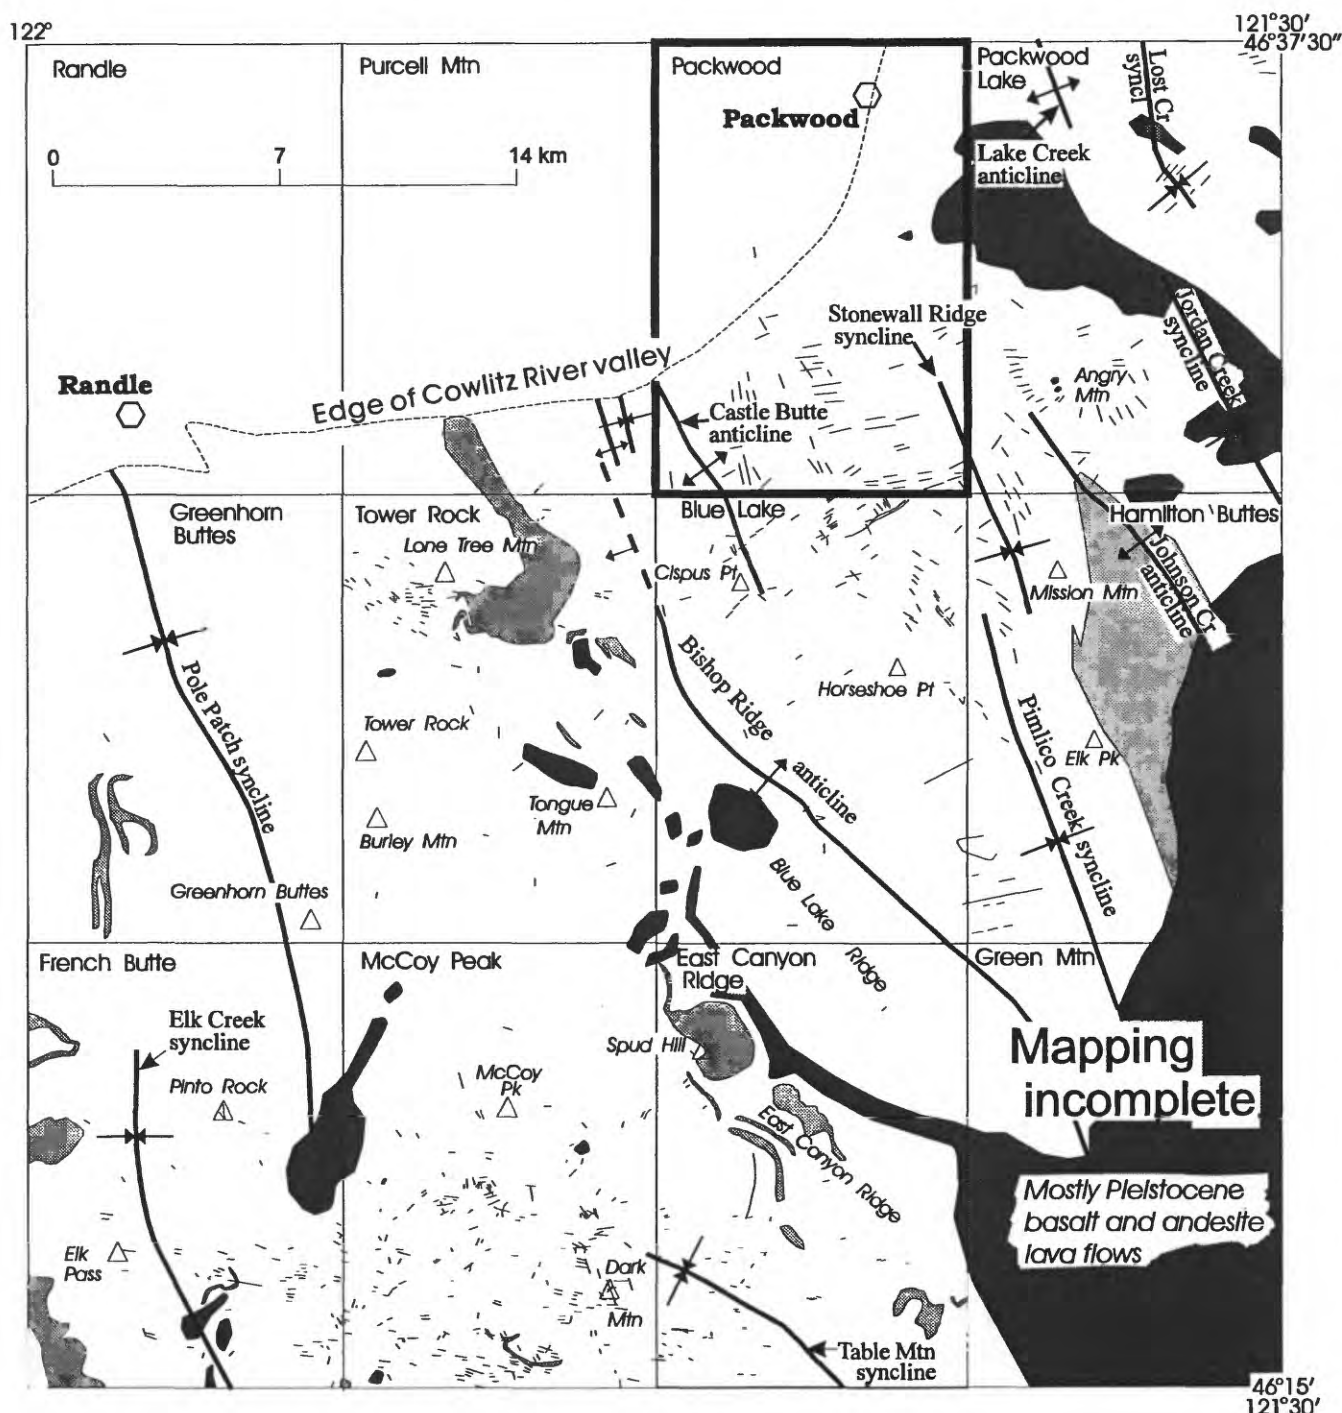 122°
121°30′
46°37′30″
Randle
Purcell Mtn
Packwood
Packwood
Lake
Lost Cr
syncl
Packwood
0
7
14 km
Lake Creek
anticline
Stonewall Ridge
syncline
Jordan Creek
syncline
Edge of Cowlitz River valley
Randle
Angry
Mtn
Castle Butte
anticline
Greenhorn
Buttes
Tower Rock
Blue Lake
Hamilton Buttes
Lone Tree Mtn
Cispus Pt
Mission Mtn
Johnson Cr
anticline
Pole Patch syncline
Bishop Ridge
anticline
Horseshoe Pt
Pimlico Creek syncline
Tower Rock
Elk Pk
Tongue
Mtn
Burley Mtn
Blue Lake
Ridge
Greenhorn Buttes
French Butte
McCoy Peak
East Canyon
Ridge
Green Mtn
Elk Creek
syncline
Spud Hill
Mapping
incomplete
Pinto Rock
McCoy
Pk
East Canyon Ridge
Mostly Pleistocene
basalt and andesite
lava flows
Elk
Pass
Dark
Mtn
Table Mtn
syncline
46°15′
121°30′